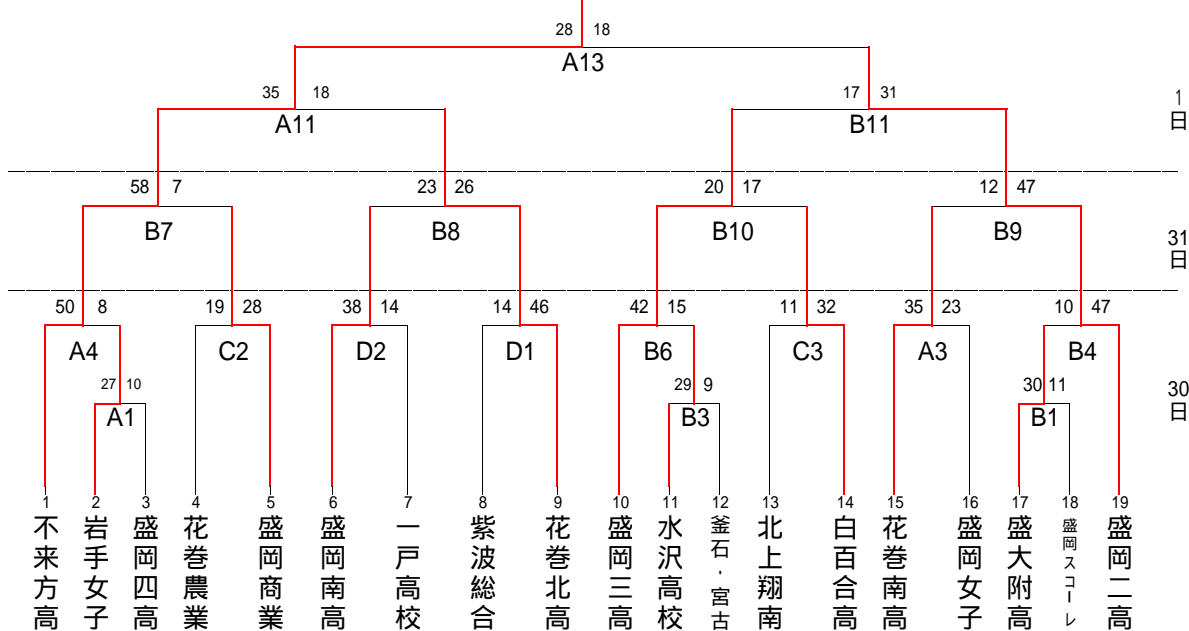 28 18
A13
35 18
17 31
A11
B11
1日
58 7
23 26
20 17
12 47
B7
B8
B10
B9
31日
50 8
19 28
38 14
14 46
42 15
11 32
35 23
10 47
A4
C2
D2
D1
B6
C3
A3
B4
27 10
29 9
30 11
A1
B3
B1
30日
1 不来方高
2 岩手女子
3 盛岡四高
4 花巻農業
5 盛岡商業
6 盛岡南高
7 一戸高校
8 紫波総合
9 花巻北高
10 盛岡三高
11 水沢高校
12 釜石・宮古
13 北上翔南
14 白百合高
15 花巻南高
16 盛岡女子
17 盛大附高
18 盛岡スコーレ
19 盛岡二高